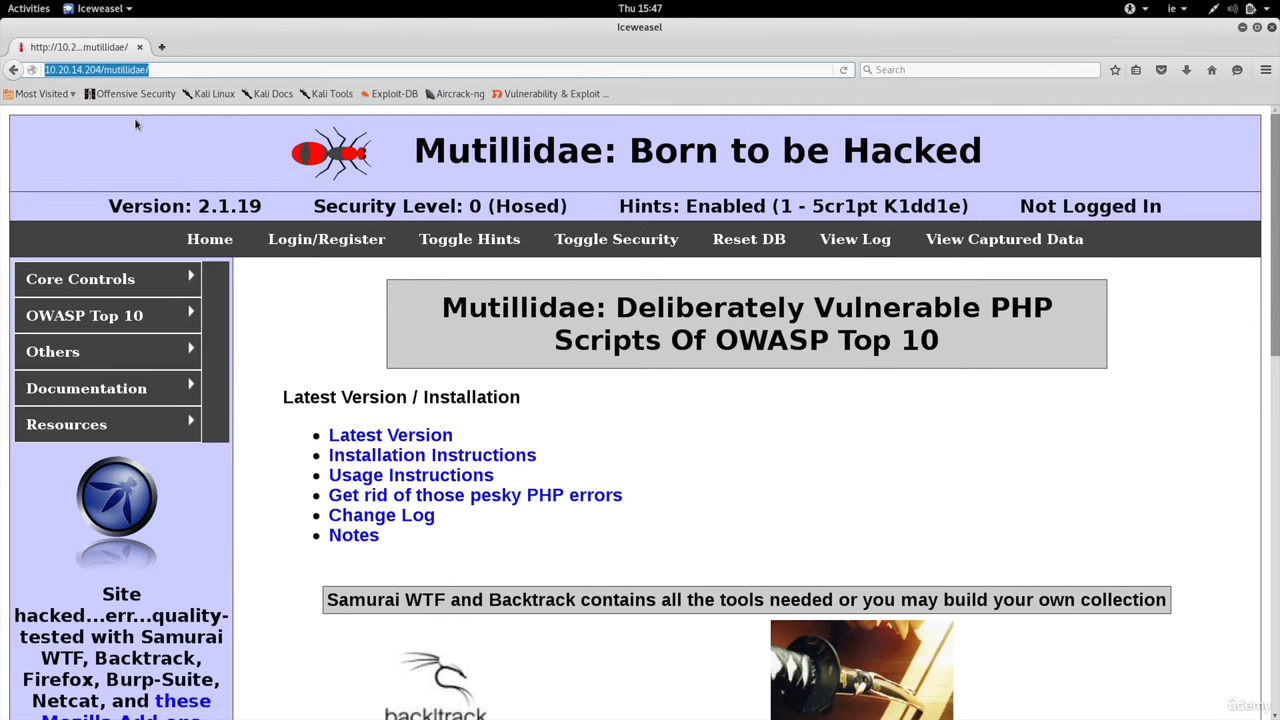 Activities Iceweasel Thu 15:47 ie
Iceweasel
http://10.2...mutillidae/
10.20.14.204/mutillidae/ Search
Most Visited Offensive Security Kali Linux Kali Docs Kali Tools Exploit-DB Aircrack-ng Vulnerability & Exploit ...
Mutillidae: Born to be Hacked
Version: 2.1.19 Security Level: 0 (Hosed) Hints: Enabled (1 - 5cr1pt K1dd1e) Not Logged In
Home Login/Register Toggle Hints Toggle Security Reset DB View Log View Captured Data
Core Controls
OWASP Top 10
Others
Documentation
Resources
Mutillidae: Deliberately Vulnerable PHP
Scripts Of OWASP Top 10
Latest Version / Installation
Latest Version
Installation Instructions
Usage Instructions
Get rid of those pesky PHP errors
Change Log
Notes
Samurai WTF and Backtrack contains all the tools needed or you may build your own collection
Site
hacked...err...quality-
tested with Samurai
WTF, Backtrack,
Firefox, Burp-Suite,
Netcat, and these
Mozilla Add-ons
backltrack
udemy